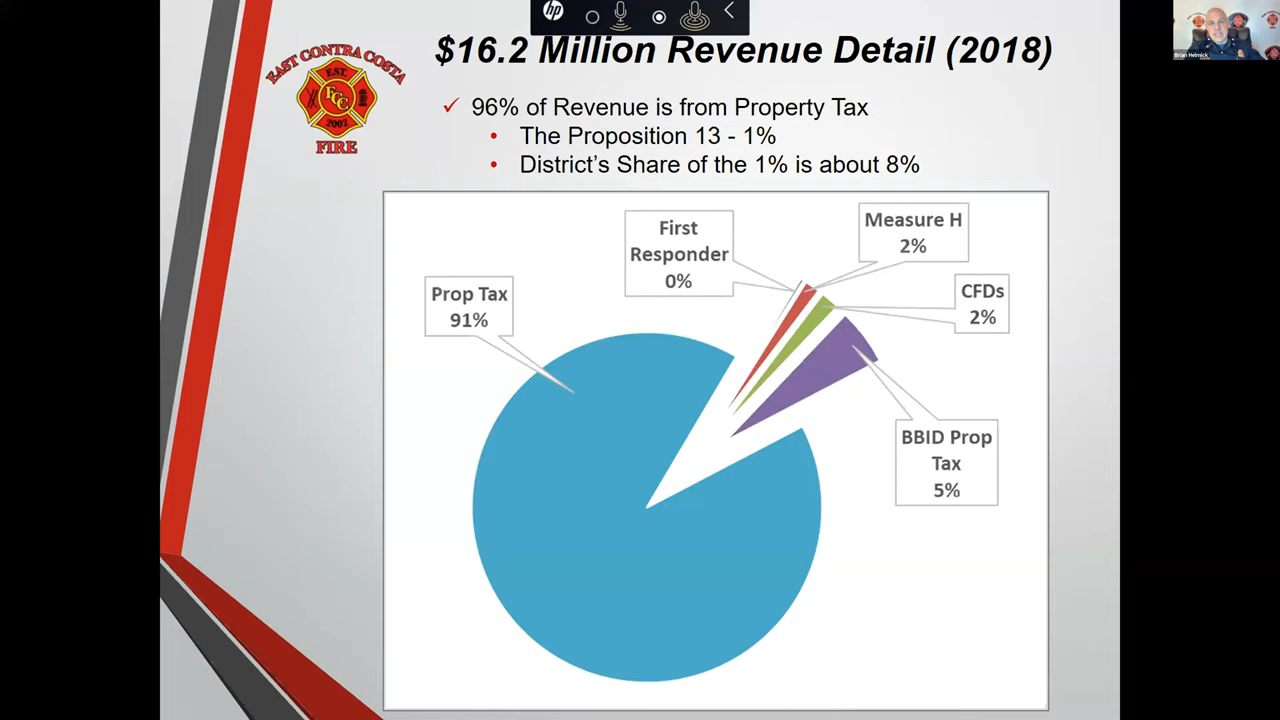 hp
$16.2 Million Revenue Detail (2018)
Brian Helmick
EAST CONTRA COSTA
EST.
FCC
2002
FIRE
96% of Revenue is from Property Tax
The Proposition 13 - 1%
District's Share of the 1% is about 8%
First
Responder
0%
Measure H
2%
Prop Tax
91%
CFDs
2%
BBID Prop
Tax
5%